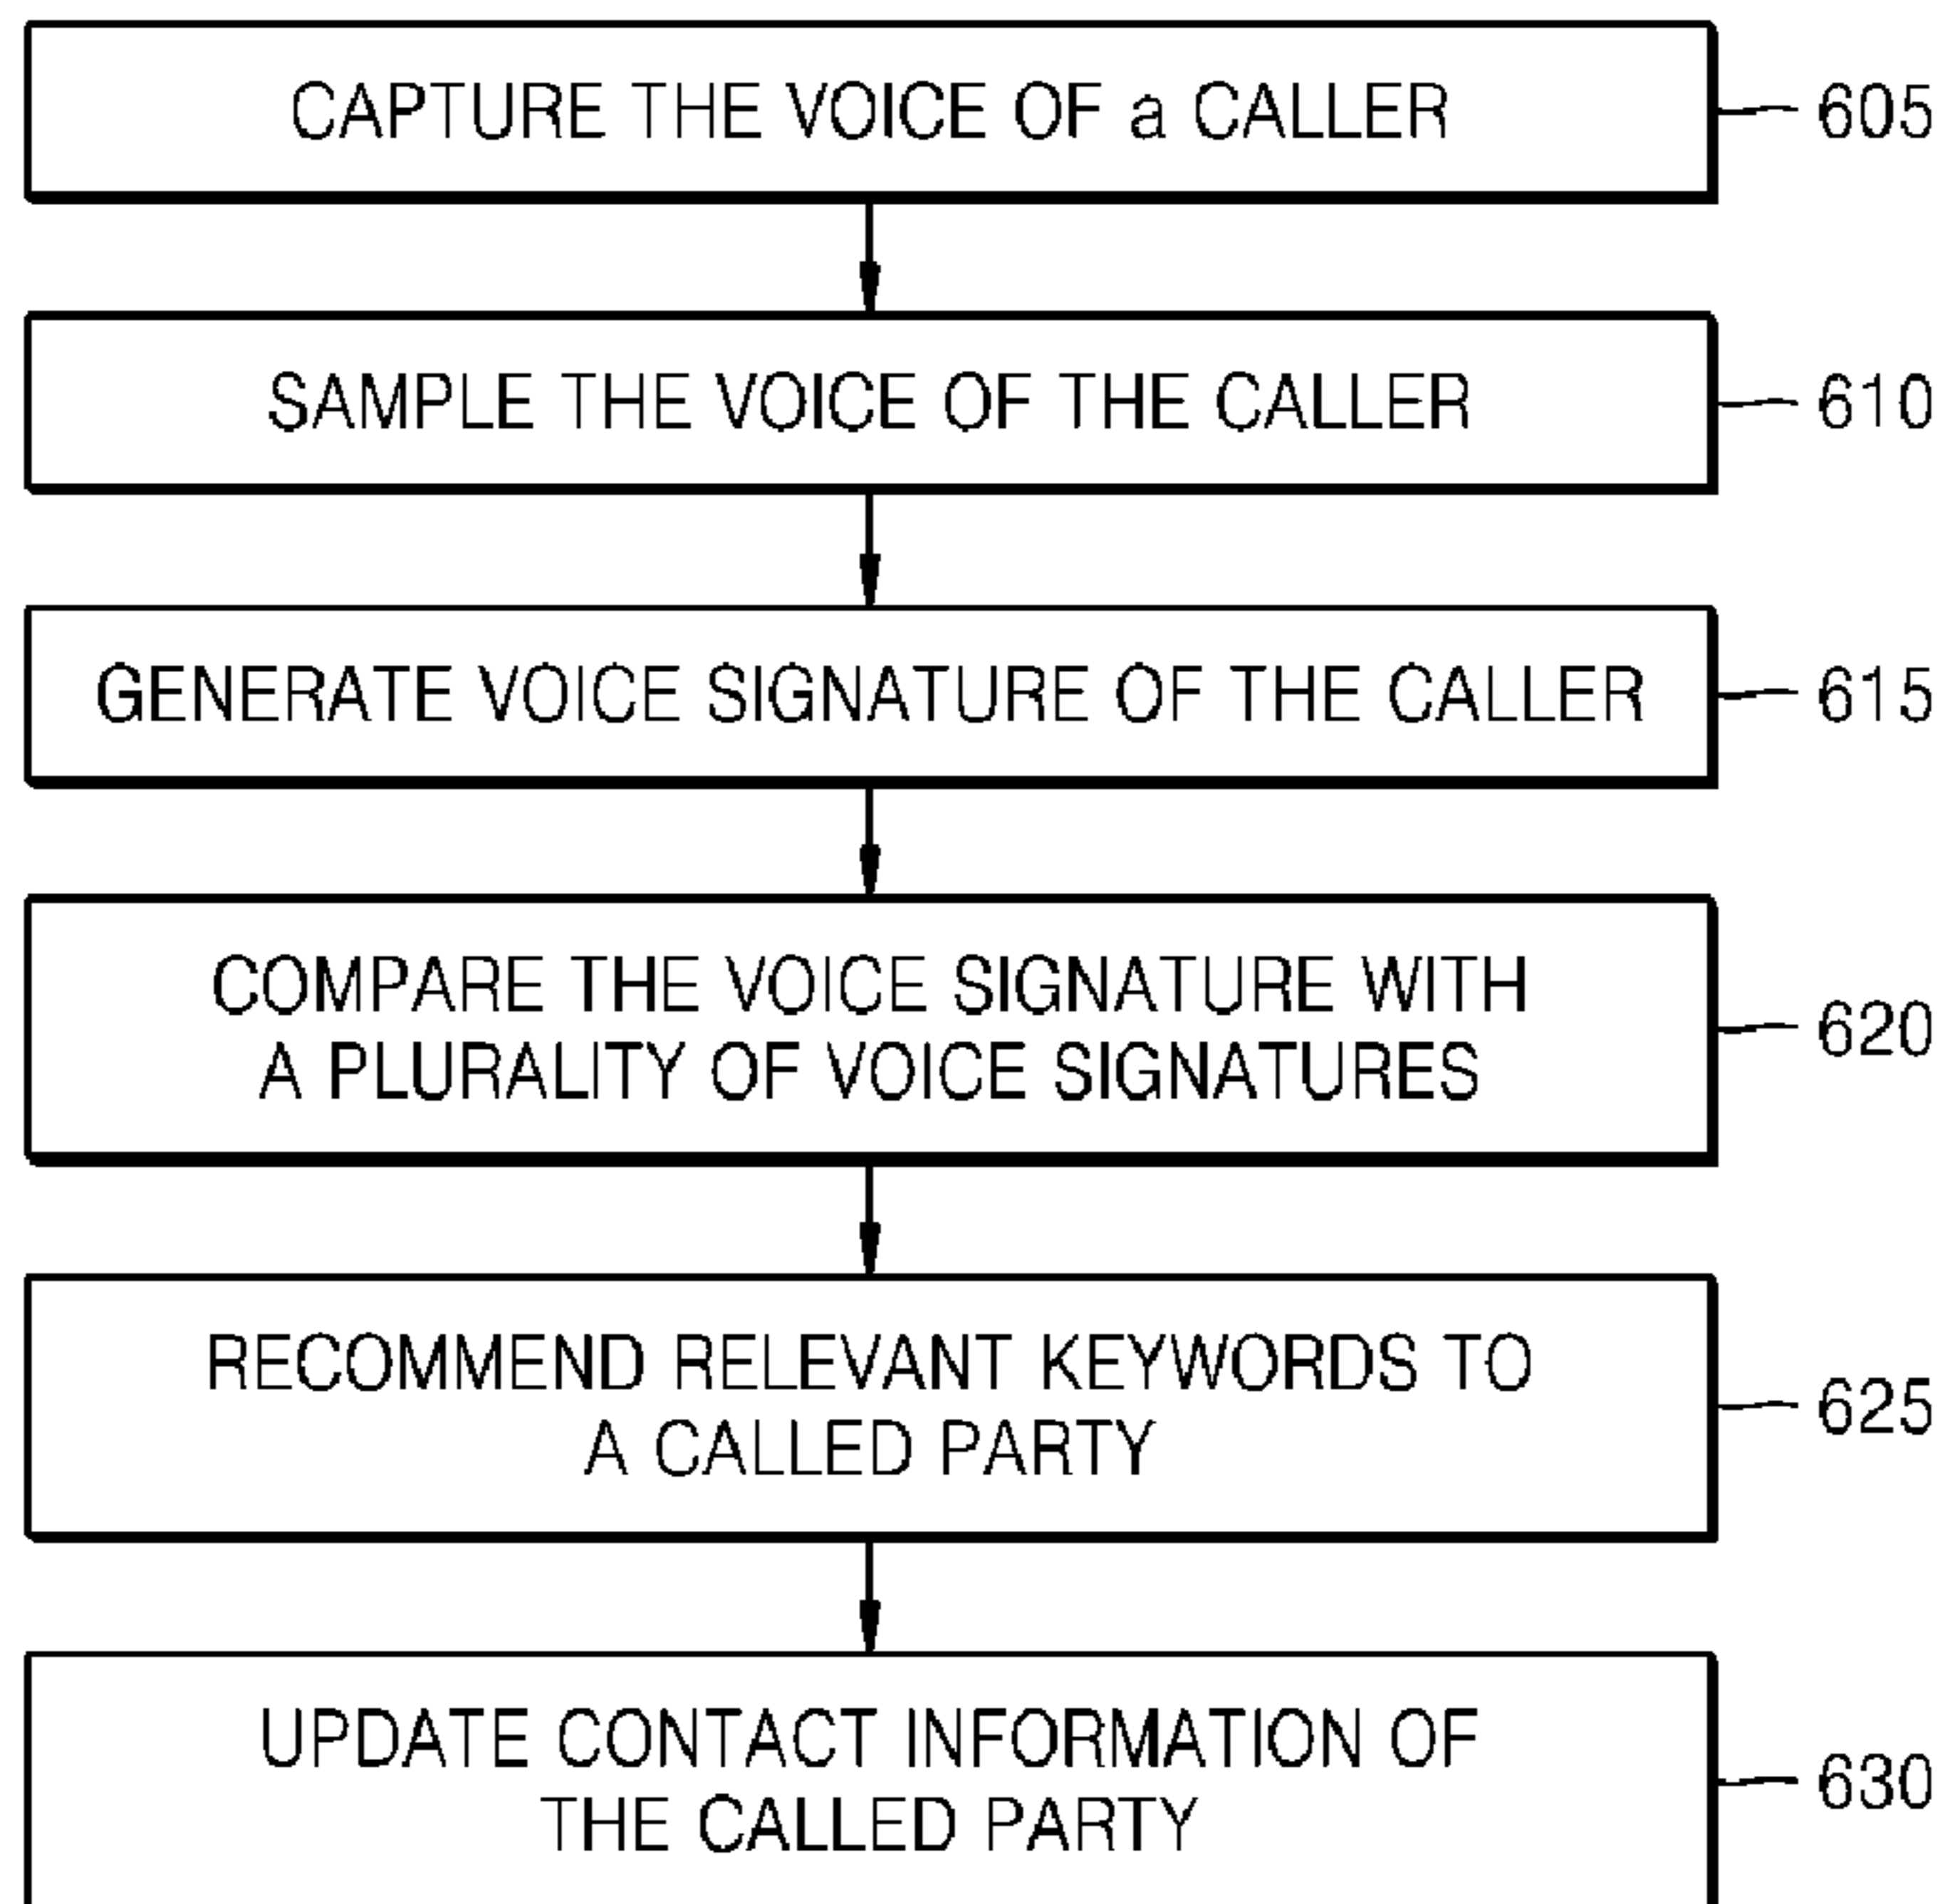 CAPTURE THE VOICE OF a CALLER
605
SAMPLE THE VOICE OF THE CALLER
610
GENERATE VOICE SIGNATURE OF THE CALLER
615
COMPARE THE VOICE SIGNATURE WITH
A PLURALITY OF VOICE SIGNATURES
620
RECOMMEND RELEVANT KEYWORDS TO
A CALLED PARTY
625
UPDATE CONTACT INFORMATION OF
THE CALLED PARTY
630